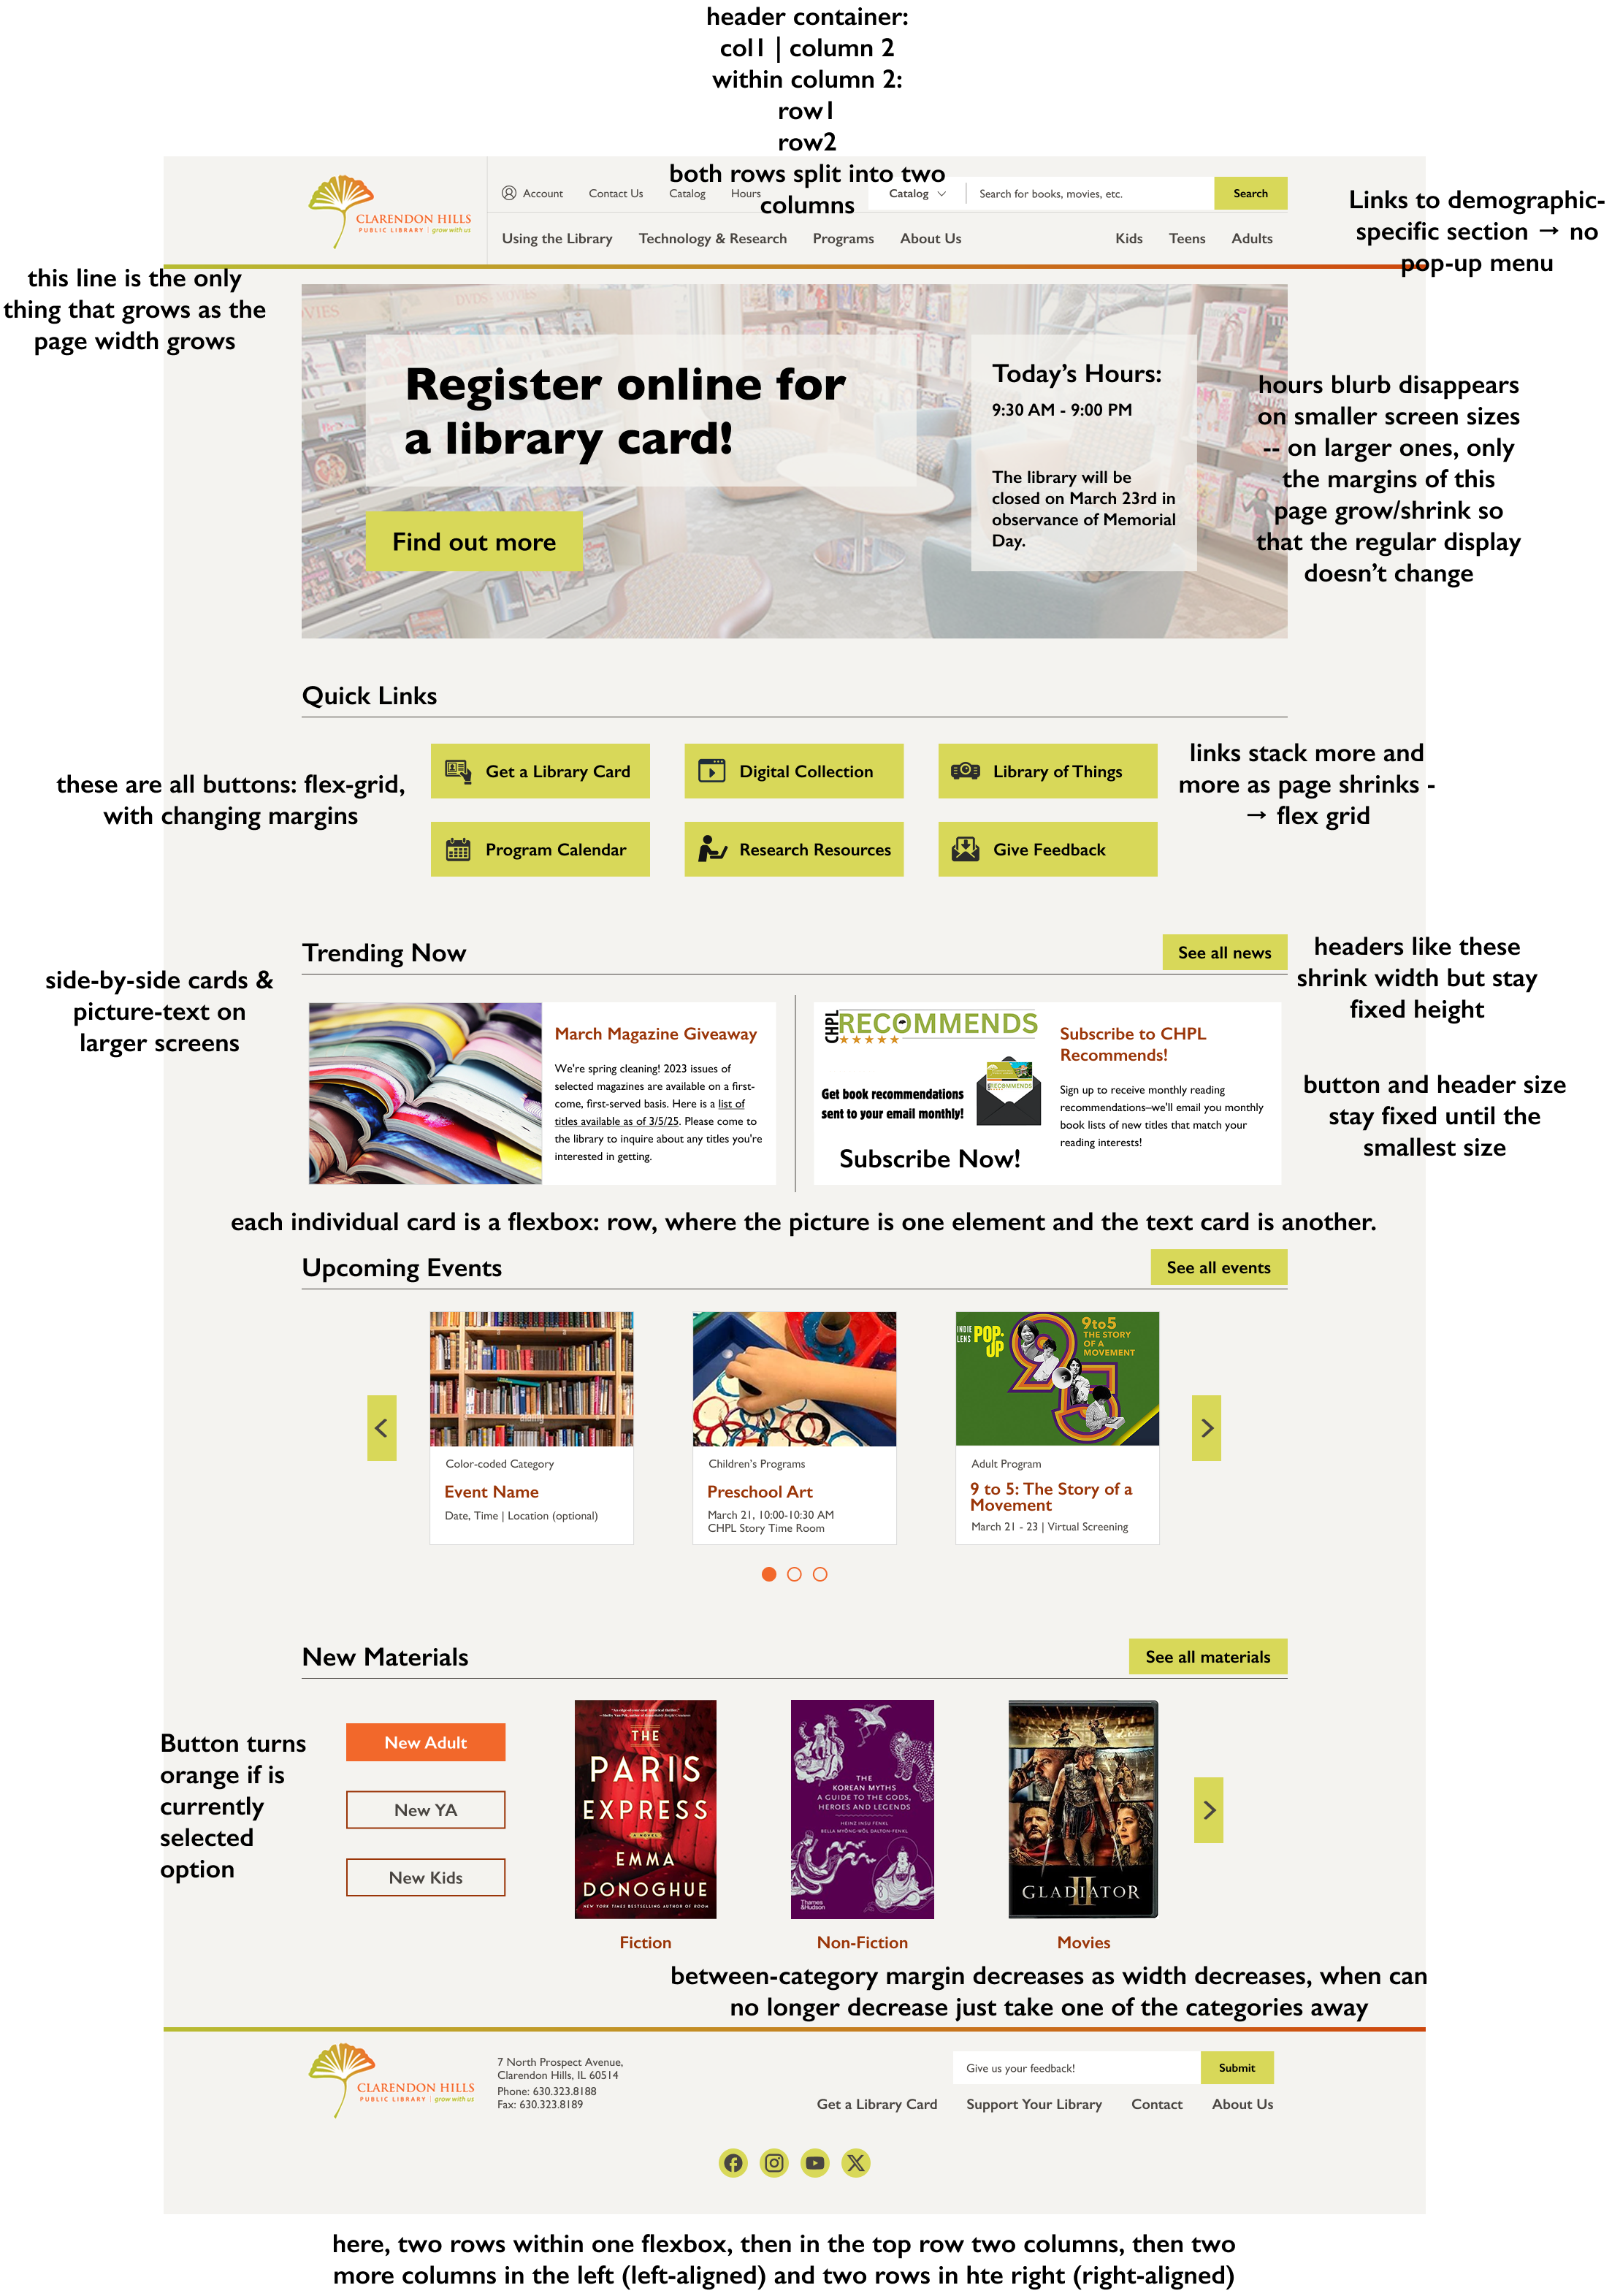 header container:
col1 | column 2
within column 2:
row1
row2
both rows split into two
columns
CLARENDON HILLS
PUBLIC LIBRARY | grow with us
Account Contact Us Catalog Hours
Catalog Search for books, movies, etc. Search
Using the Library Technology & Research Programs About Us Kids Teens Adults
Links to demographic-
specific section → no
pop-up menu
this line is the only
thing that grows as the
page width grows
DVDS - MOVIES
Register online for
a library card!
Find out more
Today's Hours:
9:30 AM - 9:00 PM
The library will be
closed on March 23rd in
observance of Memorial
Day.
hours blurb disappears
on smaller screen sizes
-- on larger ones, only
the margins of this
page grow/shrink so
that the regular display
doesn't change
Quick Links
these are all buttons: flex-grid,
with changing margins
Get a Library Card Digital Collection Library of Things
Program Calendar Research Resources Give Feedback
links stack more and
more as page shrinks -
→ flex grid
Trending Now See all news
side-by-side cards &
picture-text on
larger screens
headers like these
shrink width but stay
fixed height
button and header size
stay fixed until the
smallest size
March Magazine Giveaway
We're spring cleaning! 2023 issues of
selected magazines are available on a first-
come, first-served basis. Here is a list of
titles available as of 3/5/25. Please come to
the library to inquire about any titles you're
interested in getting.
CHPL
RECOMMENDS
Get book recommendations
sent to your email monthly!
RECOMMENDS
Subscribe Now!
Subscribe to CHPL
Recommends!
Sign up to receive monthly reading
recommendations–we'll email you monthly
book lists of new titles that match your
reading interests!
each individual card is a flexbox: row, where the picture is one element and the text card is another.
Upcoming Events See all events
alamy
INDIE
LENS
POP-
UP
9to5
THE STORY
OF A
MOVEMENT
<
>
Color-coded Category
Event Name
Date, Time | Location (optional)
Children's Programs
Preschool Art
March 21, 10:00-10:30 AM
CHPL Story Time Room
Adult Program
9 to 5: The Story of a
Movement
March 21 - 23 | Virtual Screening
New Materials See all materials
Button turns
orange if is
currently
selected
option
New Adult
New YA
New Kids
THE
PARIS
EXPRESS
A NOVEL
EMMA
DONOGHUE
NEW YORK TIMES BESTSELLING AUTHOR OF ROOM
THE
KOREAN MYTHS
A GUIDE TO THE GODS,
HEROES AND LEGENDS
HEINZ INSU FENKL
BELLA MYŎNG-WŎL DALTON-FENKL
Thames
&Hudson
GLADIATOR
II
>
Fiction Non-Fiction Movies
between-category margin decreases as width decreases, when can
no longer decrease just take one of the categories away
CLARENDON HILLS
PUBLIC LIBRARY | grow with us
7 North Prospect Avenue,
Clarendon Hills, IL 60514
Phone: 630.323.8188
Fax: 630.323.8189
Give us your feedback! Submit
Get a Library Card Support Your Library Contact About Us
here, two rows within one flexbox, then in the top row two columns, then two
more columns in the left (left-aligned) and two rows in hte right (right-aligned)